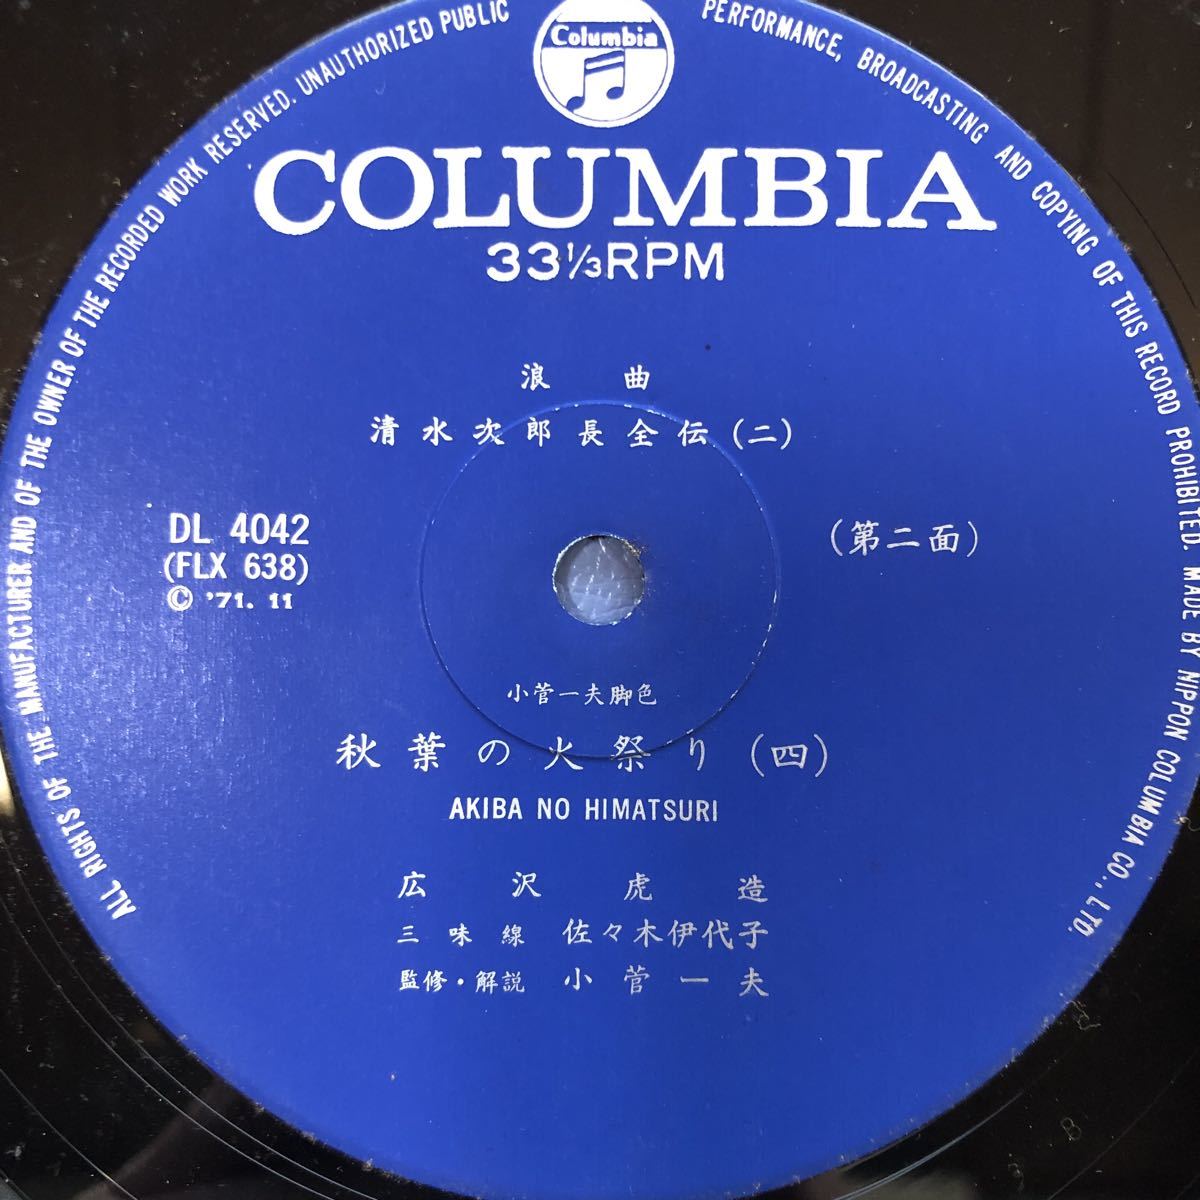 Columbia
COLUMBIA
33⅓RPM
浪曲
清水次郎長全伝(二)
DL 4042
(FLX 638)
© '71. 11
(第二面)
小菅一夫脚色
秋葉の火祭り(四)
AKIBA NO HIMATSURI
広沢虎造
三味線 佐々木伊代子
監修・解説 小菅一夫
ALL RIGHTS OF THE MANUFACTURER AND OF THE OWNER OF THE RECORDED WORK RESERVED. UNAUTHORIZED PUBLIC PERFORMANCE, BROADCASTING AND COPYING OF THIS RECORD PROHIBITED. MADE BY NIPPON COLUMBIA CO., LTD.